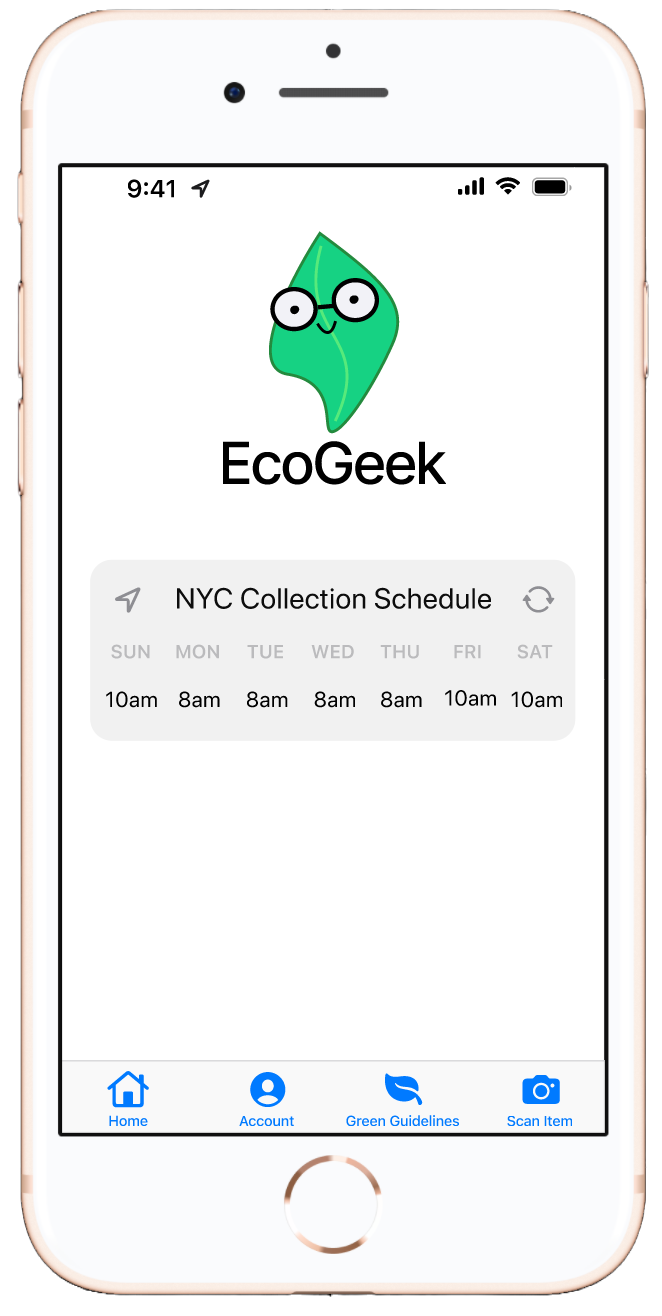 9:41
EcoGeek
NYC Collection Schedule
SUN MON TUE WED THU FRI SAT
10am 8am 8am 8am 8am 10am 10am
Home Account Green Guidelines Scan Item